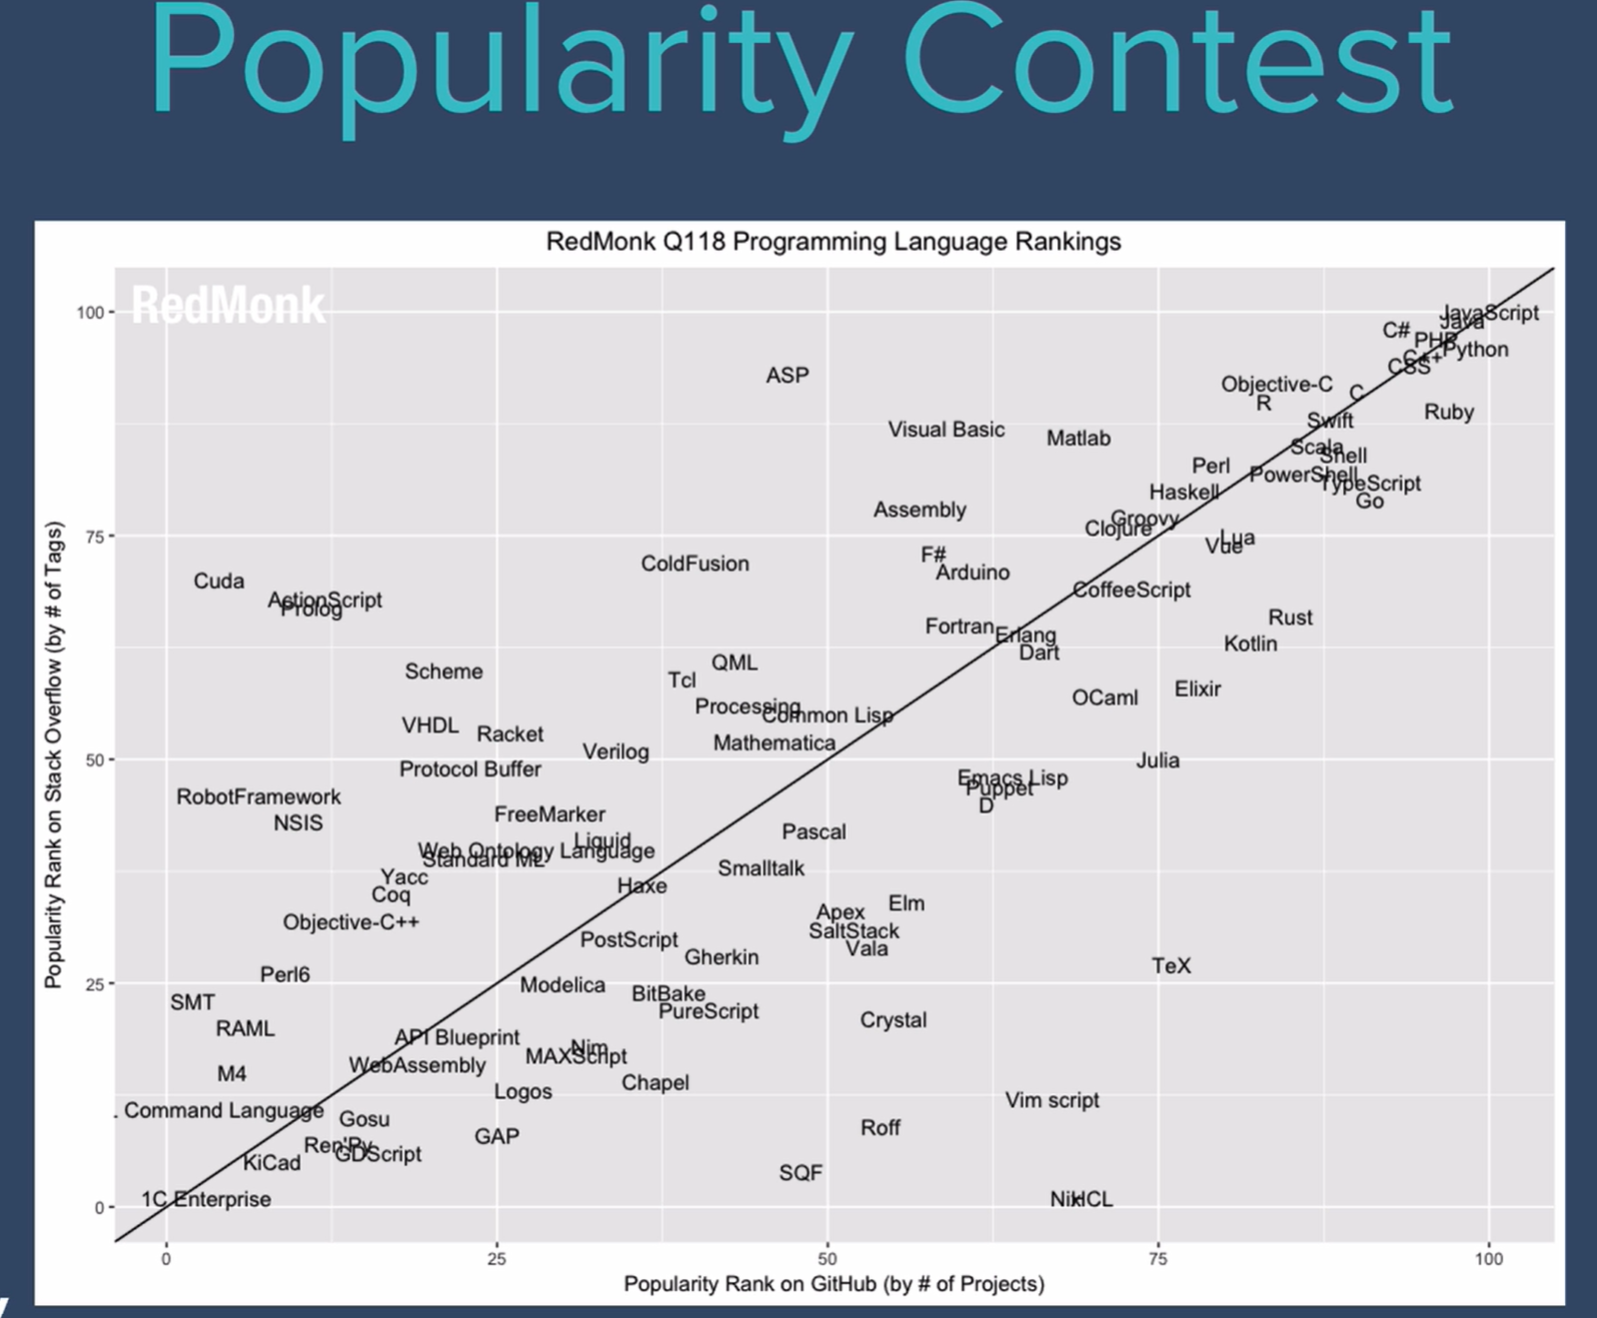 Popularity Contest
RedMonk Q118 Programming Language Rankings
RedMonk
Popularity Rank on Stack Overflow (by # of Tags)
100
75
50
25
0
JavaScript
Java
C#
PHP
Python
C++
CSS
ASP
Objective-C
C
R
Ruby
Swift
Visual Basic
Matlab
Scala
Shell
Perl
PowerShell
TypeScript
Haskell
Go
Assembly
Groovy
Clojure
Lua
Vue
F#
ColdFusion
Arduino
Cuda
CoffeeScript
ActionScript
Prolog
Rust
Fortran
Erlang
Kotlin
Dart
QML
Scheme
Tcl
Elixir
OCaml
Processing
Common Lisp
VHDL
Racket
Mathematica
Verilog
Julia
Protocol Buffer
Emacs Lisp
Puppet
RobotFramework
D
FreeMarker
NSIS
Pascal
Liquid
Web Ontology Language
Standard ML
Smalltalk
Yacc
Haxe
Coq
Elm
Apex
Objective-C++
SaltStack
PostScript
Vala
Gherkin
TeX
Perl6
Modelica
BitBake
SMT
PureScript
Crystal
RAML
API Blueprint
Nim
MAXScript
WebAssembly
M4
Chapel
Logos
Vim script
Command Language
Gosu
Roff
GAP
Ren'Py
GDScript
KiCad
SQF
1C Enterprise
Nix
HCL
0
25
50
75
100
Popularity Rank on GitHub (by # of Projects)